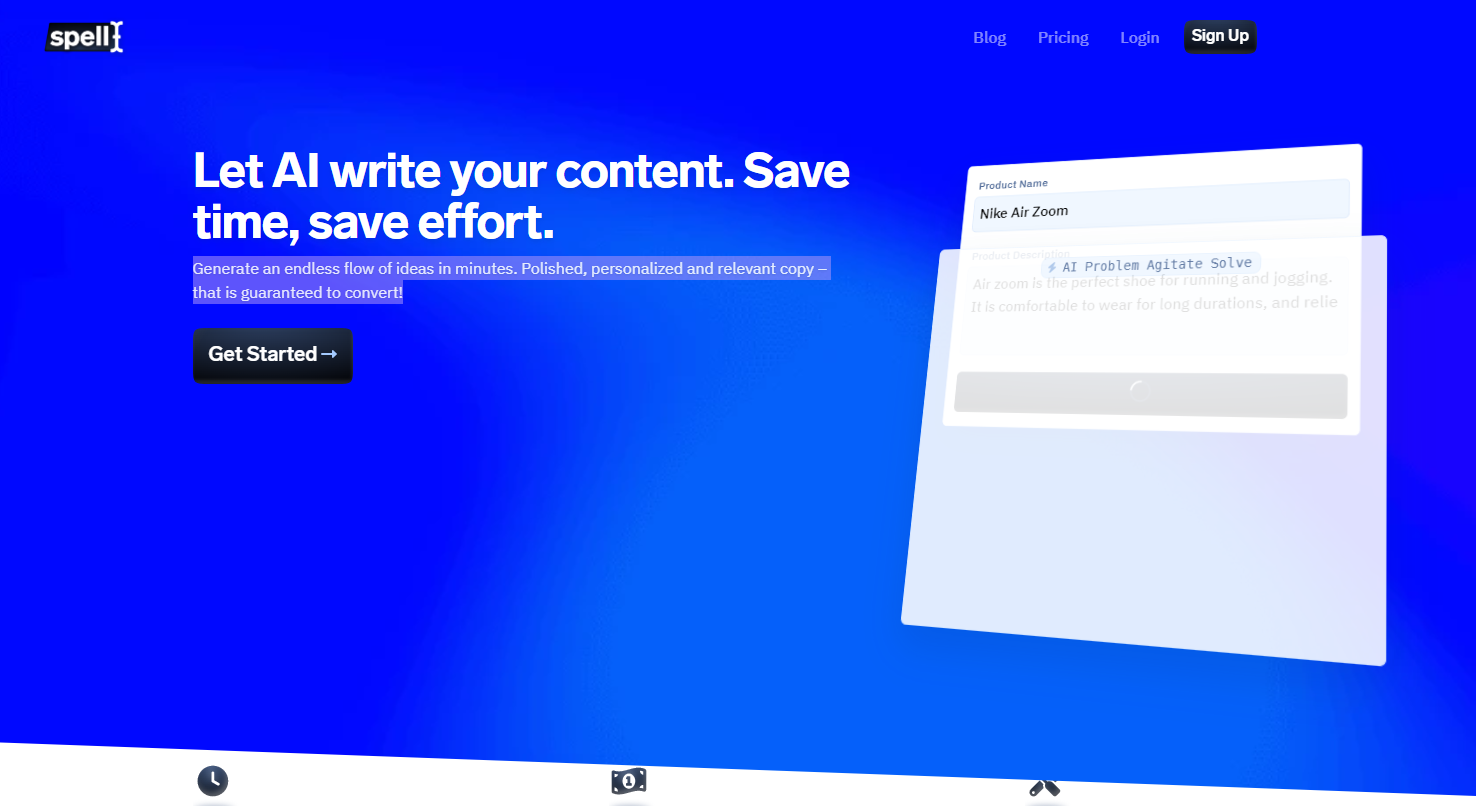 spell
Blog
Pricing
Login
Sign Up
Let AI write your content. Save
time, save effort.
Generate an endless flow of ideas in minutes. Polished, personalized and relevant copy –
that is guaranteed to convert!
Get Started →
Product Name
Nike Air Zoom
Product Description
AI Problem Agitate Solve
Air zoom is the perfect shoe for running and jogging.
It is comfortable to wear for long durations, and relie
1